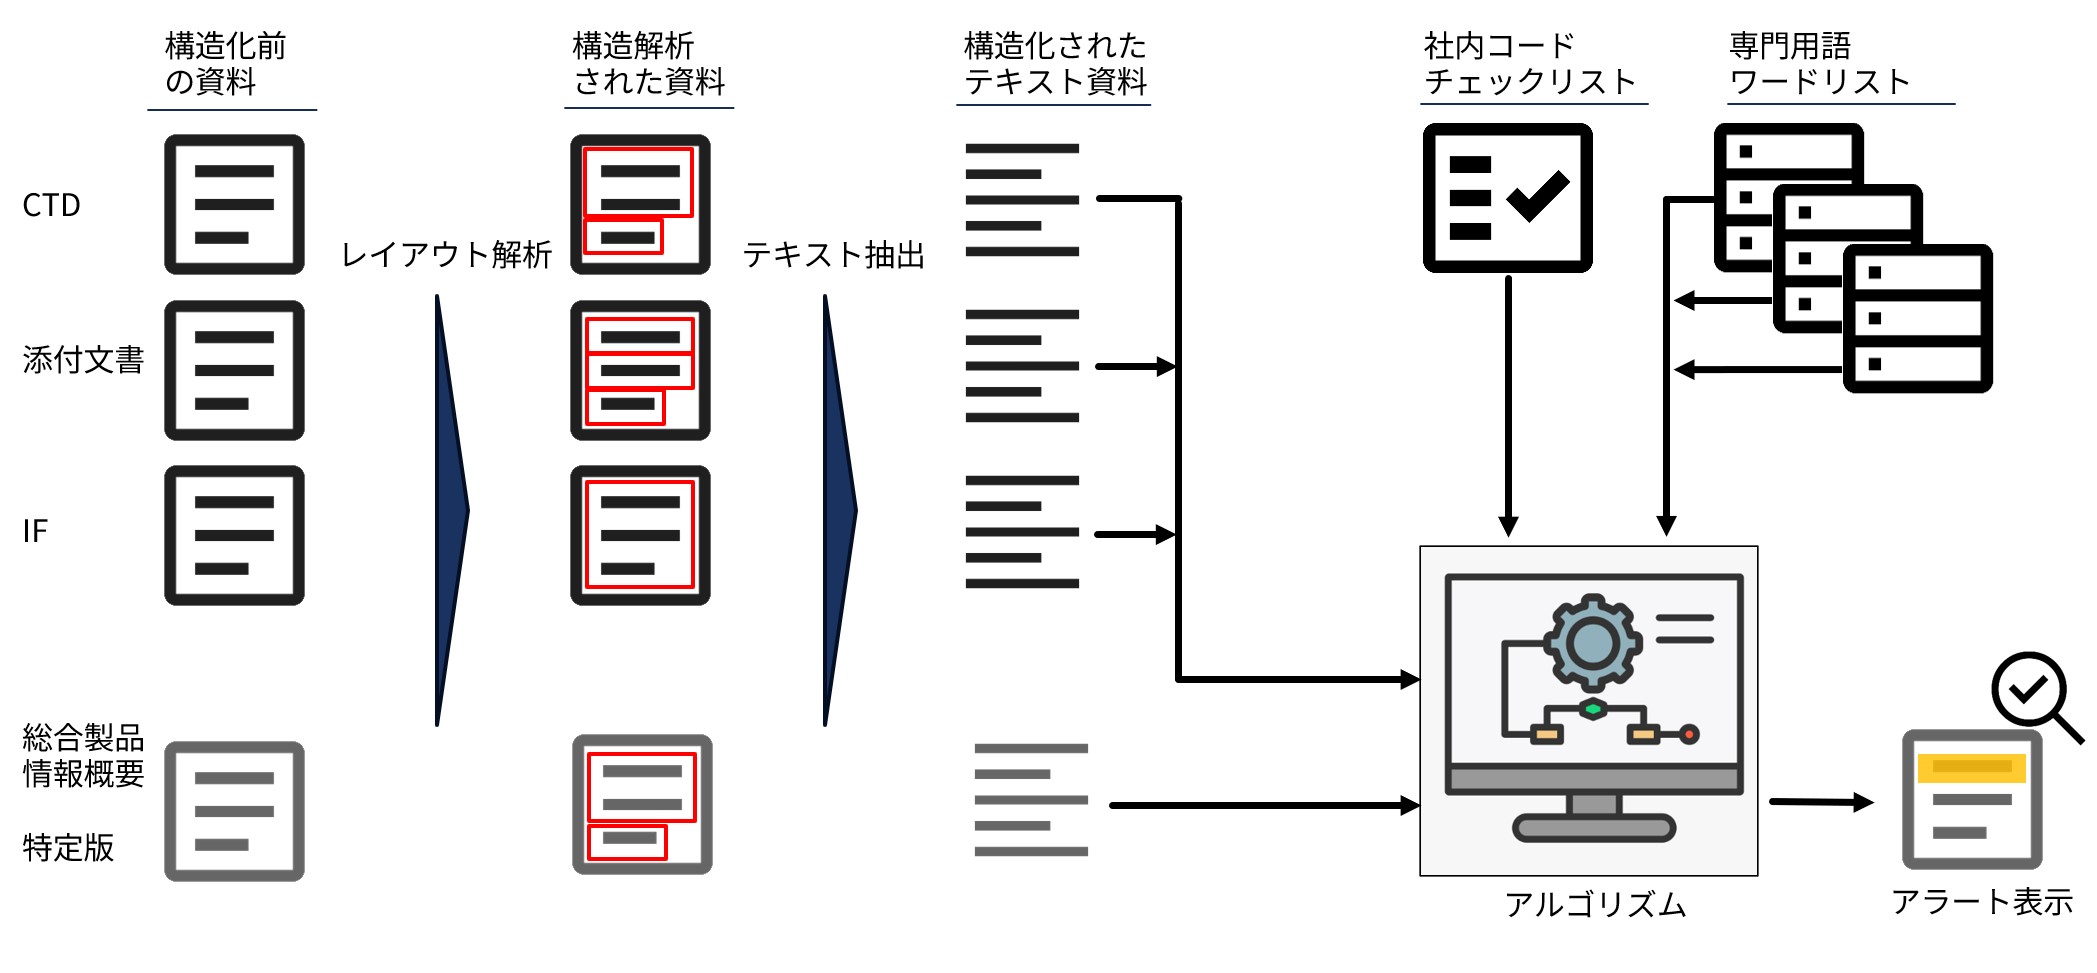 構造化前
の資料
構造解析
された資料
構造化された
テキスト資料
社内コード
チェックリスト
専門用語
ワードリスト
CTD
レイアウト解析
テキスト抽出
添付文書
IF
総合製品
情報概要
特定版
アルゴリズム
アラート表示